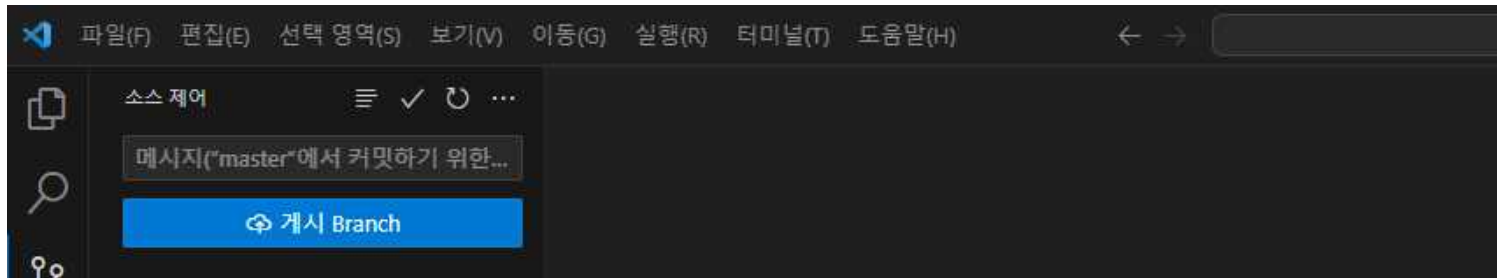 파일(F) 편집(E) 선택 영역(S) 보기(V) 이동(G) 실행(R) 터미널(T) 도움말(H)
소스 제어
메시지("master"에서 커밋하기 위한...
게시 Branch